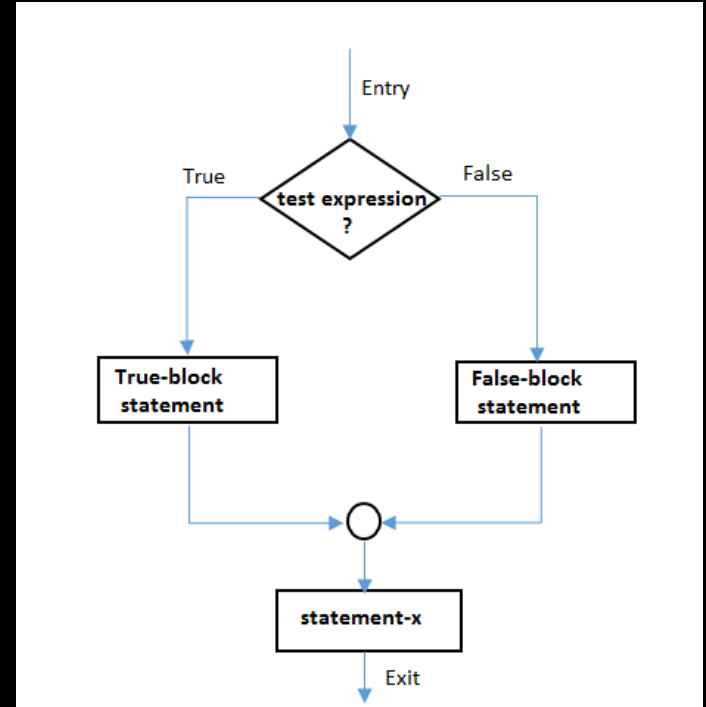 Entry
True
False
test expression
?
True-block
statement
False-block
statement
statement-x
Exit